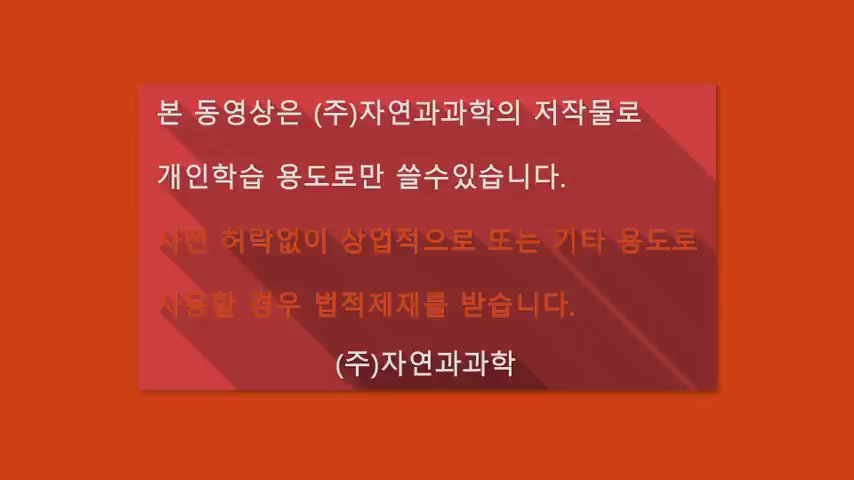 본 동영상은 (주)자연과과학의 저작물로
개인학습 용도로만 쓸수있습니다.
사전 허락없이 상업적으로 또는 기타 용도로
사용할 경우 법적제재를 받습니다.
(주)자연과과학